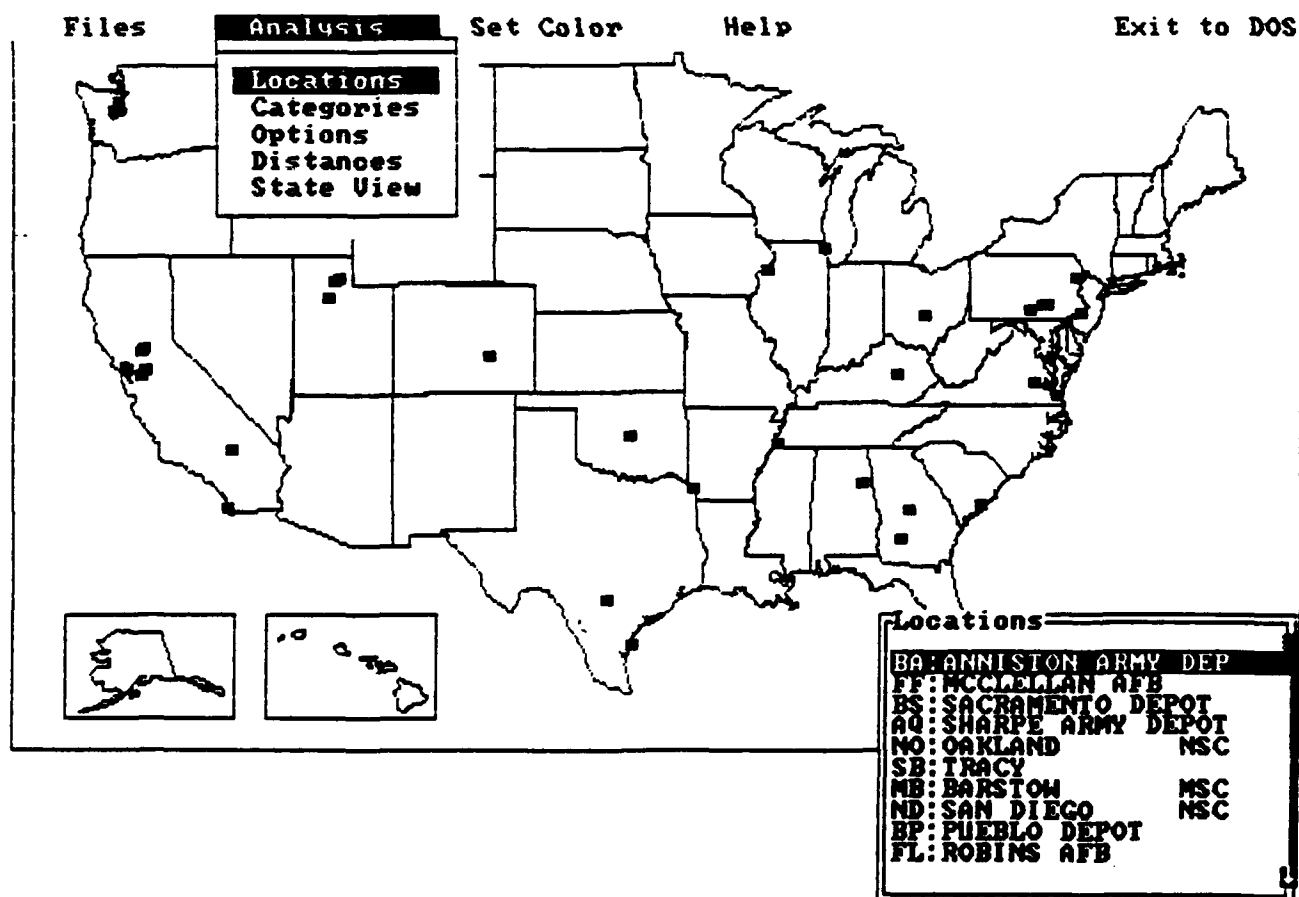 Files Analysis Set Color Help Exit to DOS
Locations
Categories
Options
Distances
State View
Locations
BA:ANNISTON ARMY DEP
FF:MCCLELLAN AFB
BS:SACRAMENTO DEPOT
AQ:SHARPE ARMY DEPOT
NO:OAKLAND NSC
SB:TRACY
MB:BARSTOW MSC
ND:SAN DIEGO NSC
BP:PUEBLO DEPOT
FL:ROBINS AFB